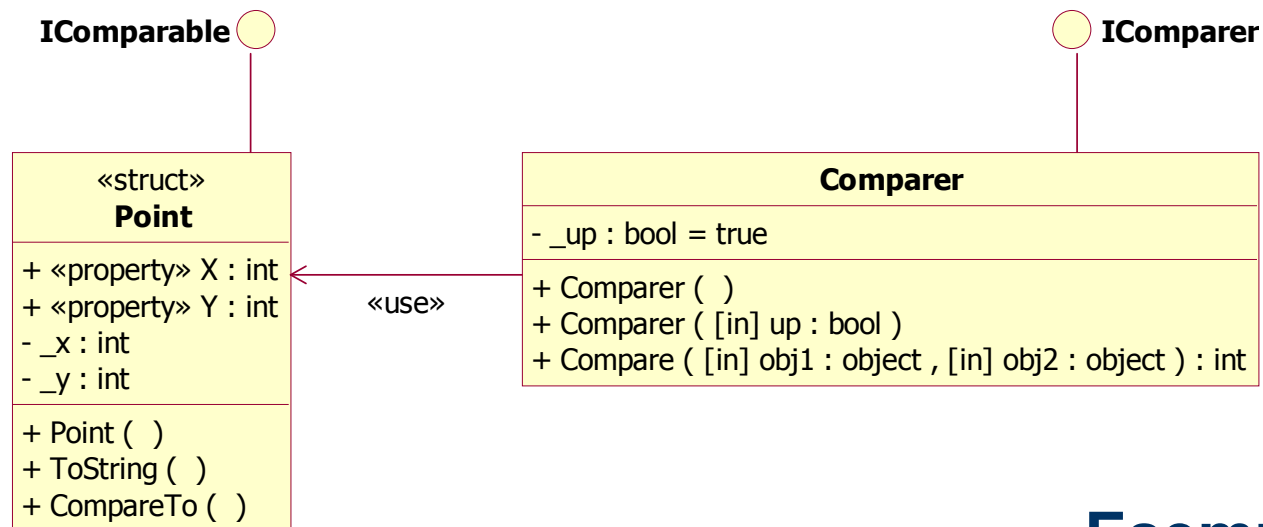 IComparable
IComparer
«struct»
Point
+ «property» X : int
+ «property» Y : int
- _x : int
- _y : int
+ Point ( )
+ ToString ( )
+ CompareTo ( )
«use»
Comparer
- _up : bool = true
+ Comparer ( )
+ Comparer ( [in] up : bool )
+ Compare ( [in] obj1 : object , [in] obj2 : object ) : int